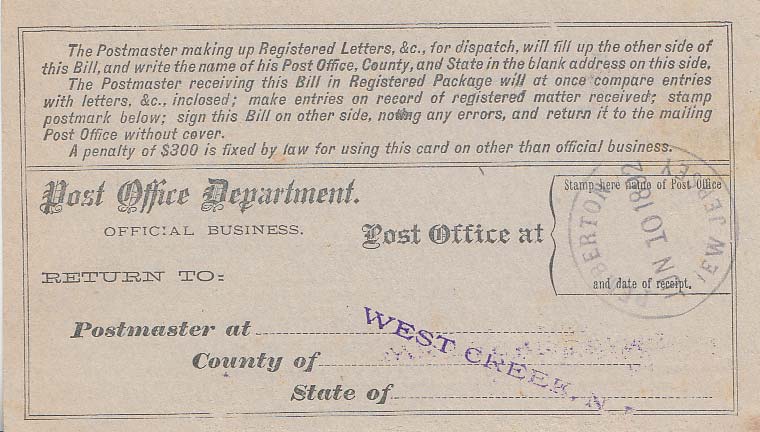 The Postmaster making up Registered Letters, &c., for dispatch, will fill up the other side of
this Bill, and write the name of his Post Office, County, and State in the blank address on this side.
The Postmaster receiving this Bill in Registered Package will at once compare entries
with letters, &c., inclosed; make entries on record of registered matter received; stamp
postmark below; sign this Bill on other side, noting any errors, and return it to the mailing
Post Office without cover.
A penalty of $300 is fixed by law for using this card on other than official business.
Post Office Department.
OFFICIAL BUSINESS.
Post Office at
Stamp here name of Post Office
and date of receipt.
PEMBERTON
JUN 10 1892
NEW JERSEY
RETURN TO:
Postmaster at
County of
State of
WEST CREEK, N